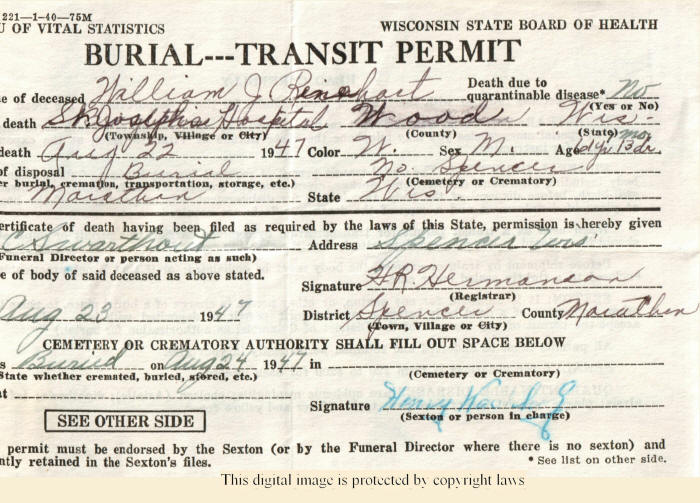 221—1-40—75M
U OF VITAL STATISTICS WISCONSIN STATE BOARD OF HEALTH
BURIAL---TRANSIT PERMIT
e of deceased William J Rinehart Death due to quarantinable disease* No
(Yes or No)
death St. Josephs Hospital Wood Wis-
(Township, Village or City) (County) (State)
death Aug 22 1947 Color W. Sex M. Age mo 13 da.
of disposal Burial No. Spencer
er burial, cremation, transportation, storage, etc.) (Cemetery or Crematory)
Marathon State Wis.
ertificate of death having been filed as required by the laws of this State, permission is hereby given
C Swarthout Address Spencer Wis
Funeral Director or person acting as such)
e of body of said deceased as above stated.
Signature H.R. Hermanson
(Registrar)
Aug 23 1947 District Spencer County Marathon
(Town, Village or City)
CEMETERY OR CREMATORY AUTHORITY SHALL FILL OUT SPACE BELOW
s Buried on Aug 24 1947 in
State whether cremated, buried, stored, etc.) (Cemetery or Crematory)
at
Signature Henry
(Sexton or person in charge)
SEE OTHER SIDE
permit must be endorsed by the Sexton (or by the Funeral Director where there is no sexton) and
ntly retained in the Sexton's files. * See list on other side.
This digital image is protected by copyright laws